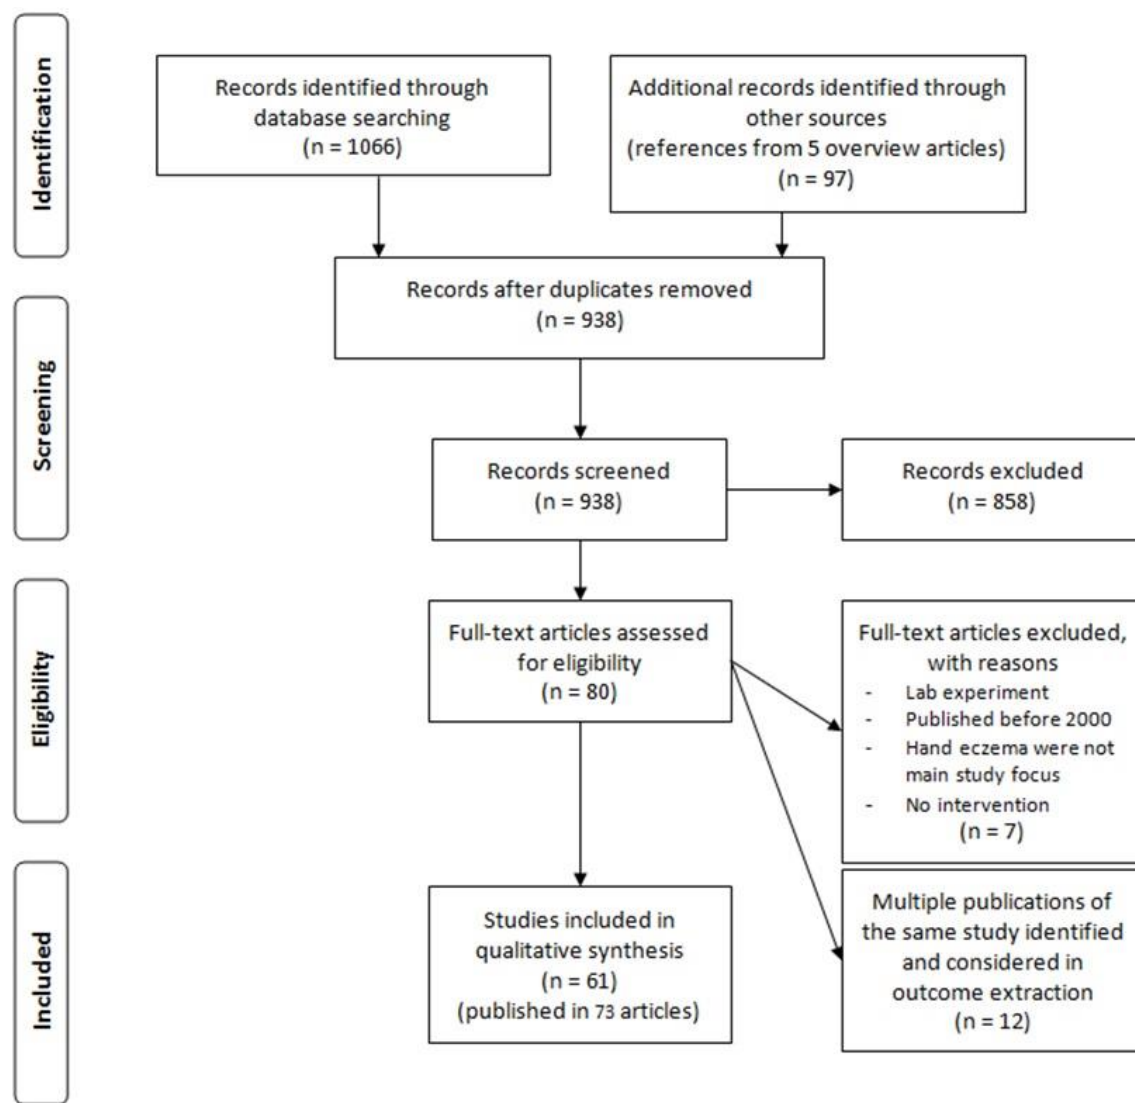 Identification
Records identified through
database searching
(n = 1066)
Additional records identified through
other sources
(references from 5 overview articles)
(n = 97)
Records after duplicates removed
(n = 938)
Screening
Records screened
(n = 938)
Records excluded
(n = 858)
Eligibility
Full-text articles assessed
for eligibility
(n = 80)
Full-text articles excluded,
with reasons
- Lab experiment
- Published before 2000
- Hand eczema were not
main study focus
- No intervention
(n = 7)
Included
Studies included in
qualitative synthesis
(n = 61)
(published in 73 articles)
Multiple publications of
the same study identified
and considered in
outcome extraction
(n = 12)